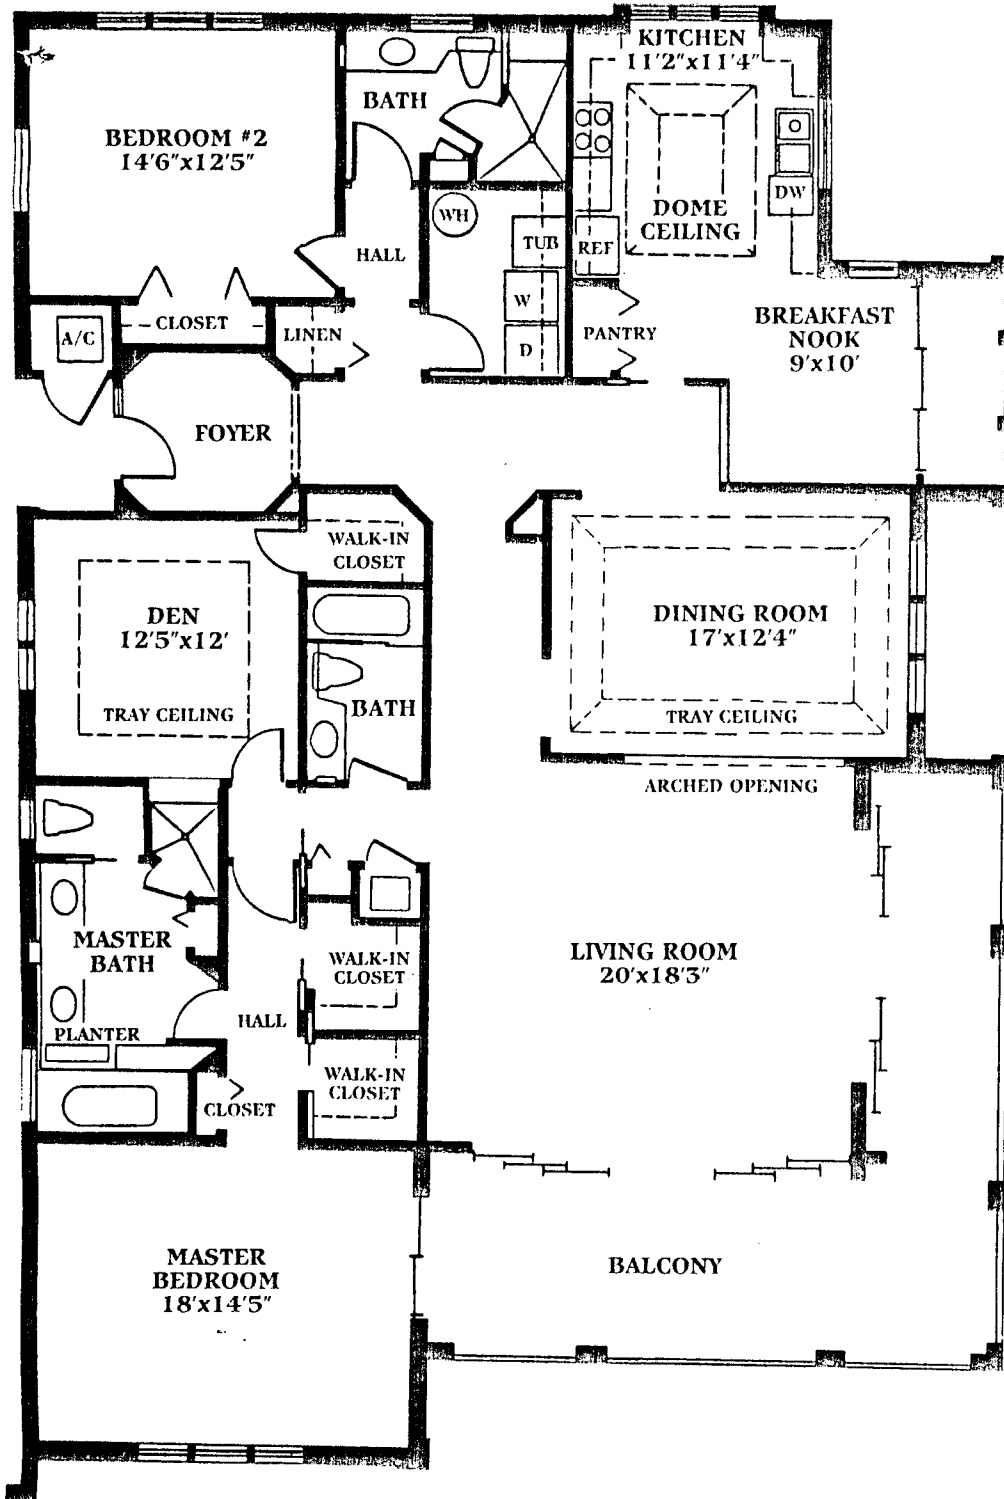 KITCHEN
11'2"x11'4"
BATH
BEDROOM #2
14'6"x12'5"
DW
DOME
CEILING
WH
TUB
REF
HALL
W
D
PANTRY
BREAKFAST
NOOK
9'x10'
CLOSET
LINEN
A/C
FOYER
WALK-IN
CLOSET
DEN
12'5"x12'
TRAY CEILING
BATH
DINING ROOM
17'x12'4"
TRAY CEILING
ARCHED OPENING
MASTER
BATH
PLANTER
HALL
WALK-IN
CLOSET
WALK-IN
CLOSET
CLOSET
LIVING ROOM
20'x18'3"
MASTER
BEDROOM
18'x14'5"
BALCONY